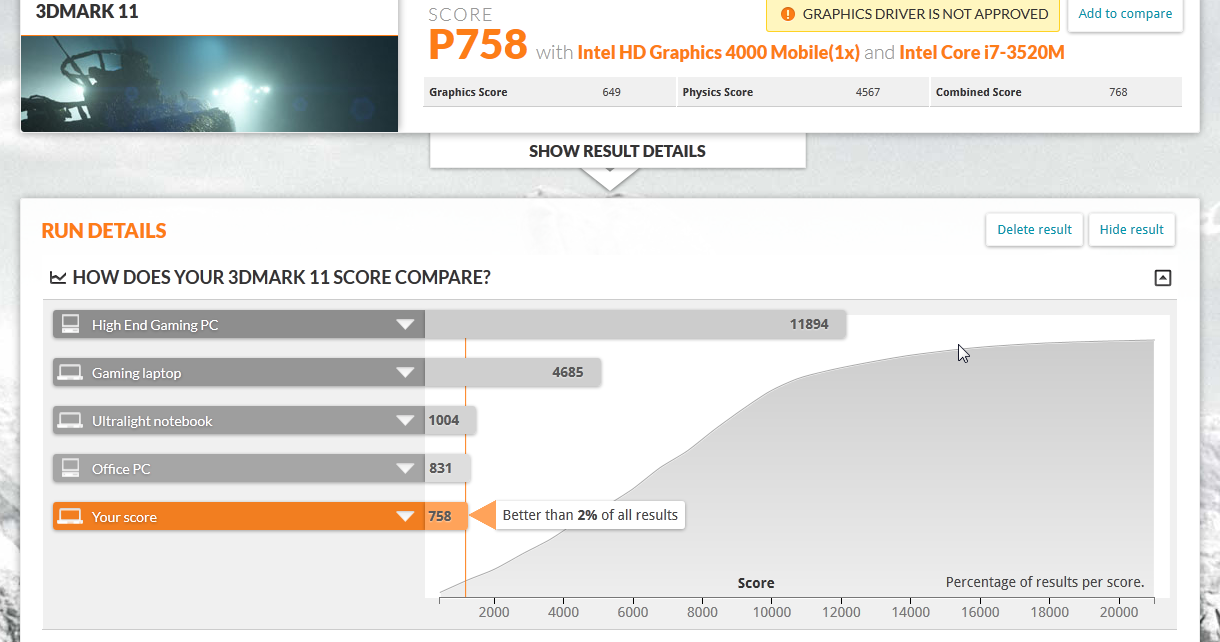 3DMARK 11
SCORE
GRAPHICS DRIVER IS NOT APPROVED
Add to compare
P758 with Intel HD Graphics 4000 Mobile(1x) and Intel Core i7-3520M
Graphics Score 649 Physics Score 4567 Combined Score 768
SHOW RESULT DETAILS
RUN DETAILS
Delete result Hide result
HOW DOES YOUR 3DMARK 11 SCORE COMPARE?
High End Gaming PC 11894
Gaming laptop 4685
Ultralight notebook 1004
Office PC 831
Your score 758 Better than 2% of all results
Score Percentage of results per score.
2000 4000 6000 8000 10000 12000 14000 16000 18000 20000